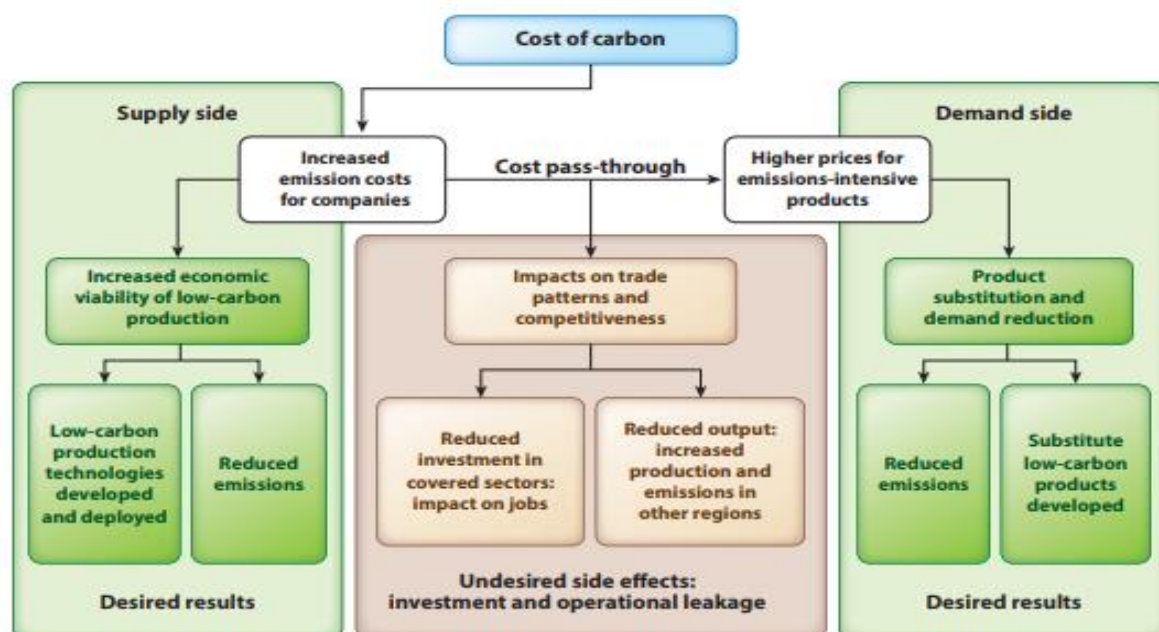 Cost of carbon
Supply side
Demand side
Increased
emission costs
for companies
Cost pass-through
Higher prices for
emissions-intensive
products
Increased economic
viability of low-carbon
production
Impacts on trade
patterns and
competitiveness
Product
substitution and
demand reduction
Low-carbon
production
technologies
developed
and deployed
Reduced
emissions
Reduced
investment in
covered sectors:
impact on jobs
Reduced output:
increased
production and
emissions in
other regions
Reduced
emissions
Substitute
low-carbon
products
developed
Desired results
Undesired side effects:
investment and operational leakage
Desired results